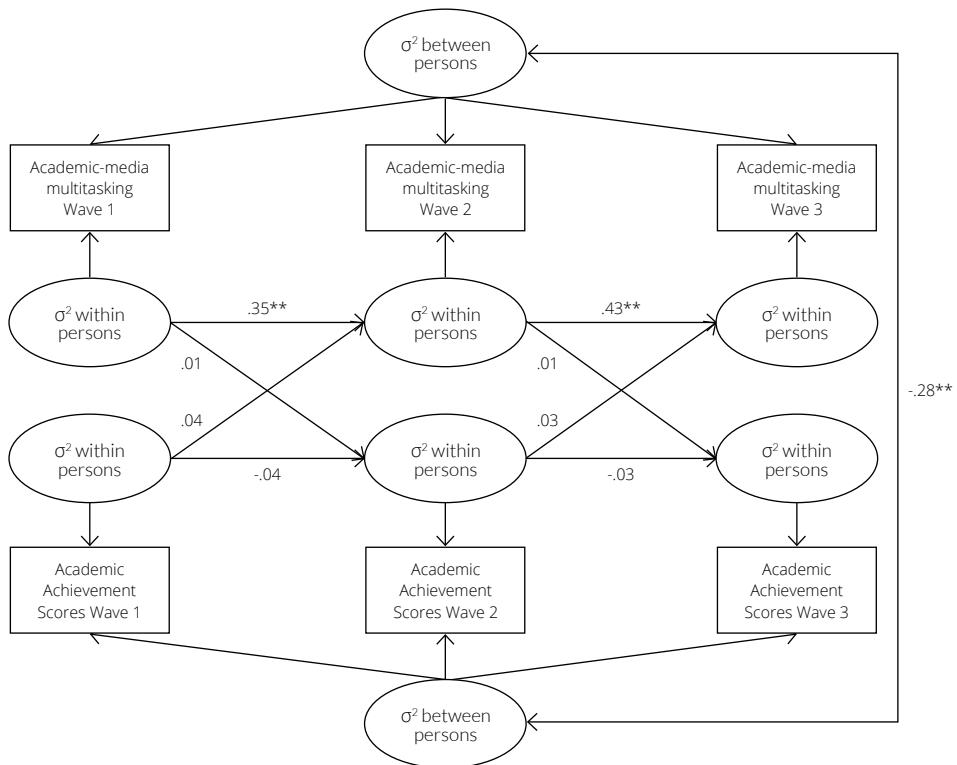 σ² between
persons
Academic-media
multitasking
Wave 1
Academic-media
multitasking
Wave 2
Academic-media
multitasking
Wave 3
σ² within
persons
.35**
σ² within
persons
.43**
σ² within
persons
.01
.04
.01
.03
-.28**
σ² within
persons
-.04
σ² within
persons
-.03
σ² within
persons
Academic
Achievement
Scores Wave 1
Academic
Achievement
Scores Wave 2
Academic
Achievement
Scores Wave 3
σ² between
persons